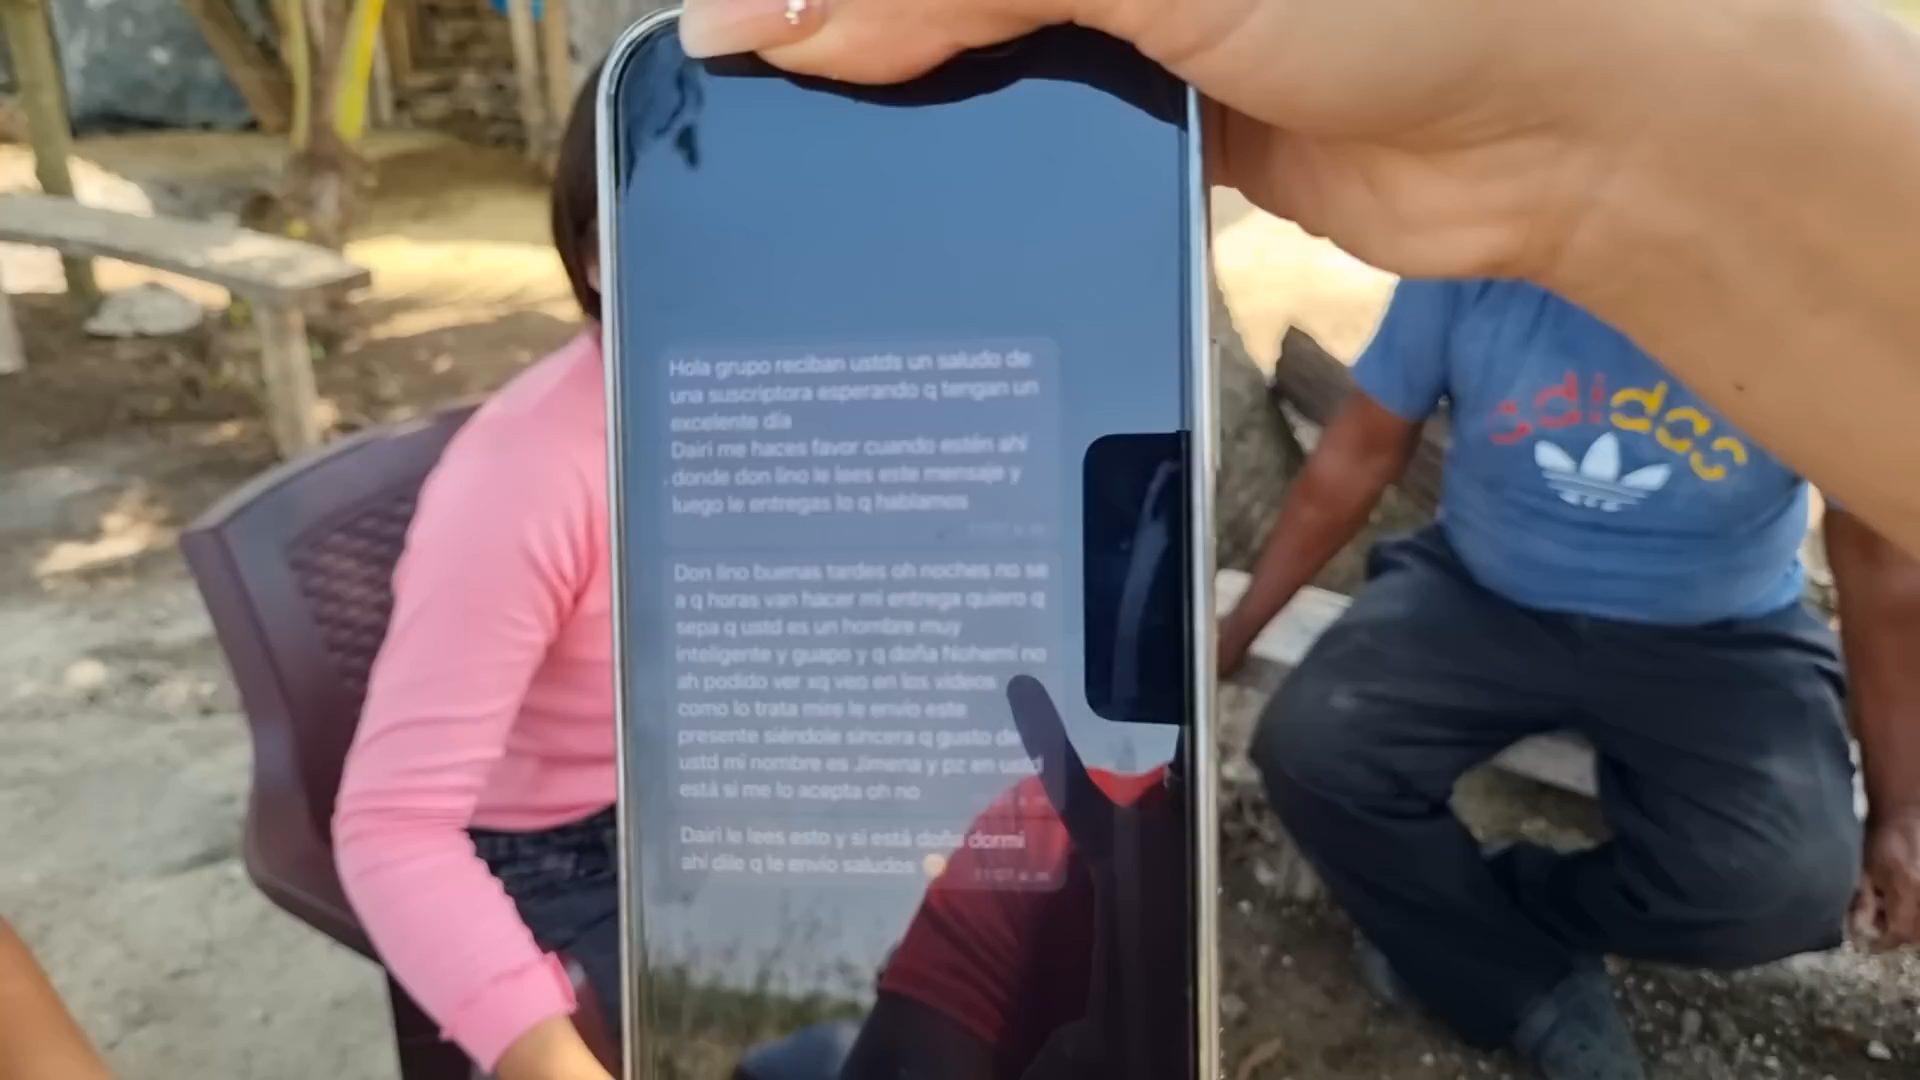 Hola grupo reciban ustds un saludo de
una suscriptora esperando q tengan un
excelente día
Dairi me haces favor cuando estén ahí
donde don lino le lees este mensaje y
luego le entregas lo q hablamos
Don lino buenas tardes oh noches no se
a q horas van hacer mi entrega quiero q
sepa q ustd es un hombre muy
inteligente y guapo y q doña Nohemí no
ah podido ver xq veo en los videos
como lo trata mire le envio este
presente siéndole sincera q gusto de
ustd mi nombre es Jimena y pz en ustd
está si me lo acepta oh no
Dairi le lees esto y si está doña dormi
ahí dile q le envio saludos
11:07 a. m.
adidas